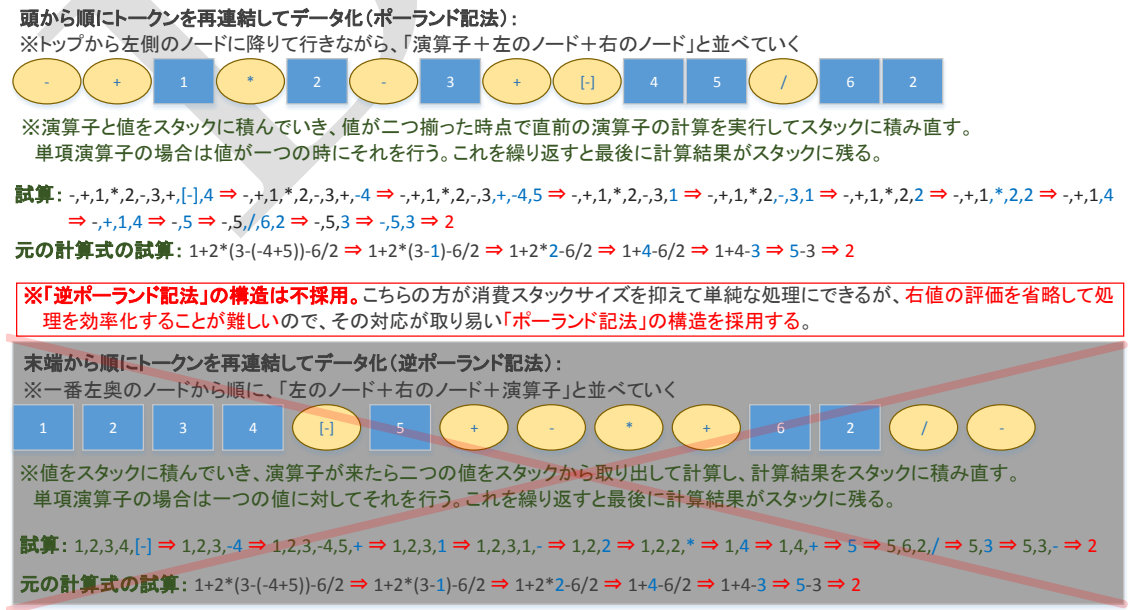 頭から順にトークンを再連結してデータ化（ポーランド記法）：
※トップから左側のノードに降りて行きながら、「演算子＋左のノード＋右のノード」と並べていく
- + 1 * 2 - 3 + [-] 4 5 / 6 2
※演算子と値をスタックに積んでいき、値が二つ揃った時点で直前の演算子の計算を実行してスタックに積み直す。
単項演算子の場合は値が一つの時にそれを行う。これを繰り返すと最後に計算結果がスタックに残る。
試算： -,+,1,*,2,-,3,+,[-],4 ⇒ -,+,1,*,2,-,3,+,-4 ⇒ -,+,1,*,2,-,3,+,-4,5 ⇒ -,+,1,*,2,-,3,1 ⇒ -,+,1,*,2,-,3,1 ⇒ -,+,1,*,2,2 ⇒ -,+,1,*,2,2 ⇒ -,+,1,4
⇒ -,+,1,4 ⇒ -,5 ⇒ -,5,/,6,2 ⇒ -,5,3 ⇒ -,5,3 ⇒ 2
元の計算式の試算： 1+2*(3-(-4+5))-6/2 ⇒ 1+2*(3-1)-6/2 ⇒ 1+2*2-6/2 ⇒ 1+4-6/2 ⇒ 1+4-3 ⇒ 5-3 ⇒ 2
※「逆ポーランド記法」の構造は不採用。こちらの方が消費スタックサイズを抑えて単純な処理にできるが、右値の評価を省略して処
理を効率化することが難しいので、その対応が取り易い「ポーランド記法」の構造を採用する。
末端から順にトークンを再連結してデータ化（逆ポーランド記法）：
※一番左奥のノードから順に、「左のノード＋右のノード＋演算子」と並べていく
1 2 3 4 [-] 5 + - * + 6 2 / -
※値をスタックに積んでいき、演算子が来たら二つの値をスタックから取り出して計算し、計算結果をスタックに積み直す。
単項演算子の場合は一つの値に対してそれを行う。これを繰り返すと最後に計算結果がスタックに残る。
試算： 1,2,3,4,[-] ⇒ 1,2,3,-4 ⇒ 1,2,3,-4,5,+ ⇒ 1,2,3,1 ⇒ 1,2,3,1,- ⇒ 1,2,2 ⇒ 1,2,2,* ⇒ 1,4 ⇒ 1,4,+ ⇒ 5 ⇒ 5,6,2,/ ⇒ 5,3 ⇒ 5,3,- ⇒ 2
元の計算式の試算： 1+2*(3-(-4+5))-6/2 ⇒ 1+2*(3-1)-6/2 ⇒ 1+2*2-6/2 ⇒ 1+4-6/2 ⇒ 1+4-3 ⇒ 5-3 ⇒ 2